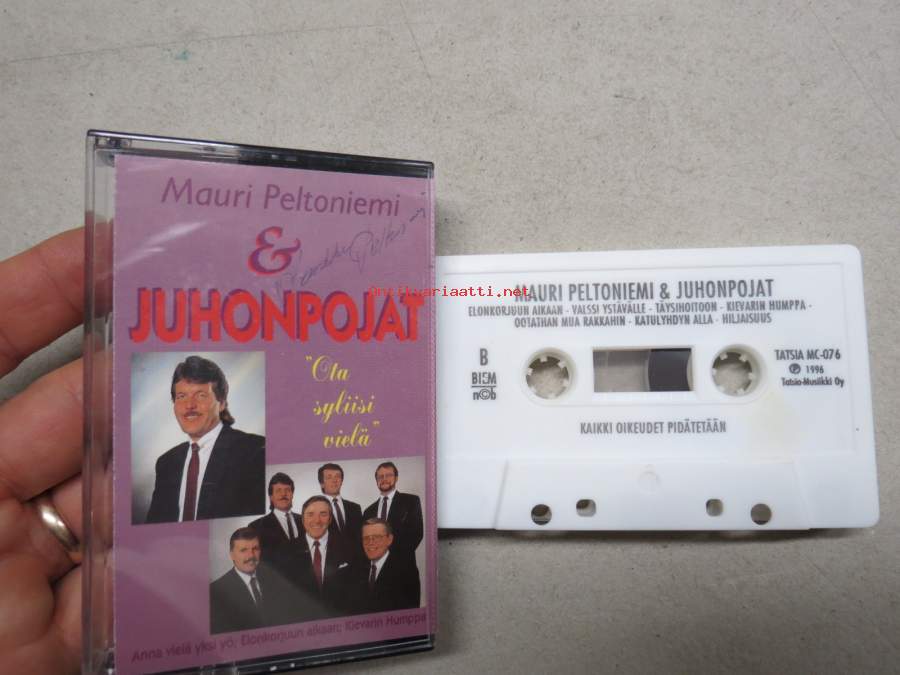 Mauri Peltoniemi
&
JUHONPOJAT
"Ota
syliisi
vielä"
Anna vielä yksi yö; Elonkorjuun aikaan; Kievarin Humppa
Antikvariaatti.net
MAURI PELTONIEMI & JUHONPOJAT
ELONKORJUUN AIKAAN - VALSSI YSTÄVÄLLE - TÄYSIHOITOON - KIEVARIN HUMPPA -
OOTATHAN MUA RAKKAHIN - KATULYHDYN ALLA - HILJAISUUS
B
BIEM
n©b
TATSIA MC-076
℗ 1996
Tatsia-Musiikki Oy
KAIKKI OIKEUDET PIDÄTETÄÄN